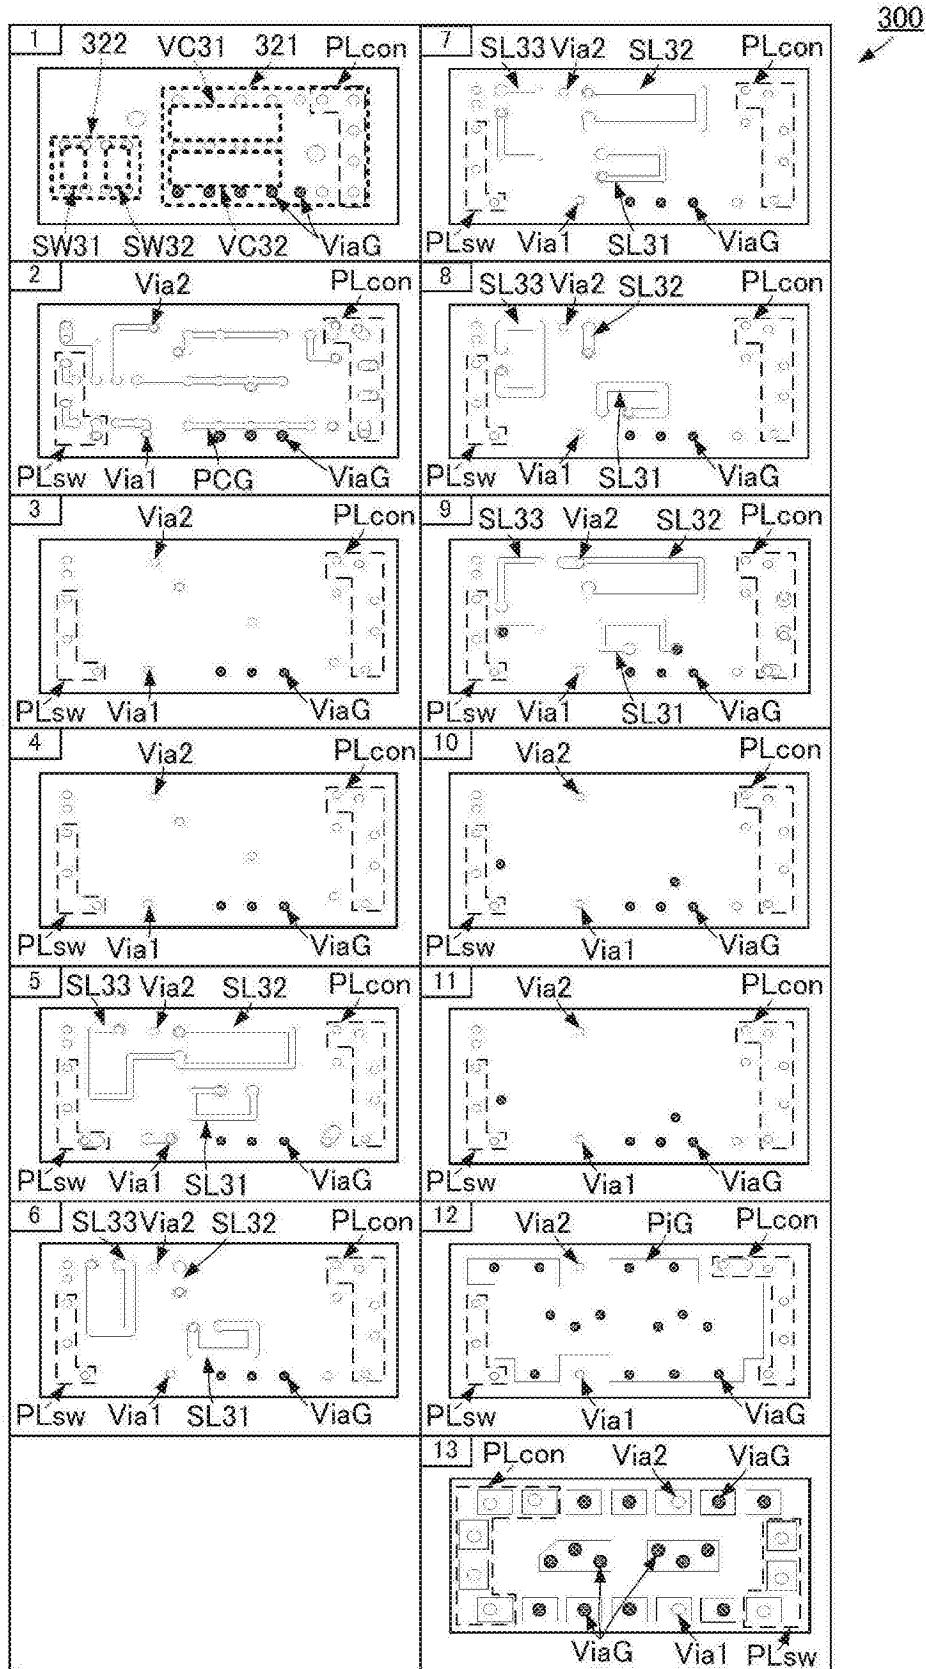 300
1 322 VC31 321 PLcon
SW31 SW32 VC32 ViaG
2 Via2 PLcon
PLsw Via1 PCG ViaG
3 Via2 PLcon
PLsw Via1 ViaG
4 Via2 PLcon
PLsw Via1 ViaG
5 SL33 Via2 SL32 PLcon
PLsw Via1 SL31 ViaG
6 SL33 Via2 SL32 PLcon
PLsw Via1 SL31 ViaG
7 SL33 Via2 SL32 PLcon
PLsw Via1 SL31 ViaG
8 SL33 Via2 SL32 PLcon
PLsw Via1 SL31 ViaG
9 SL33 Via2 SL32 PLcon
PLsw Via1 SL31 ViaG
10 Via2 PLcon
PLsw Via1 ViaG
11 Via2 PLcon
PLsw Via1 ViaG
12 Via2 PiG PLcon
PLsw Via1 ViaG
13 PLcon Via2 ViaG
ViaG Via1 PLsw